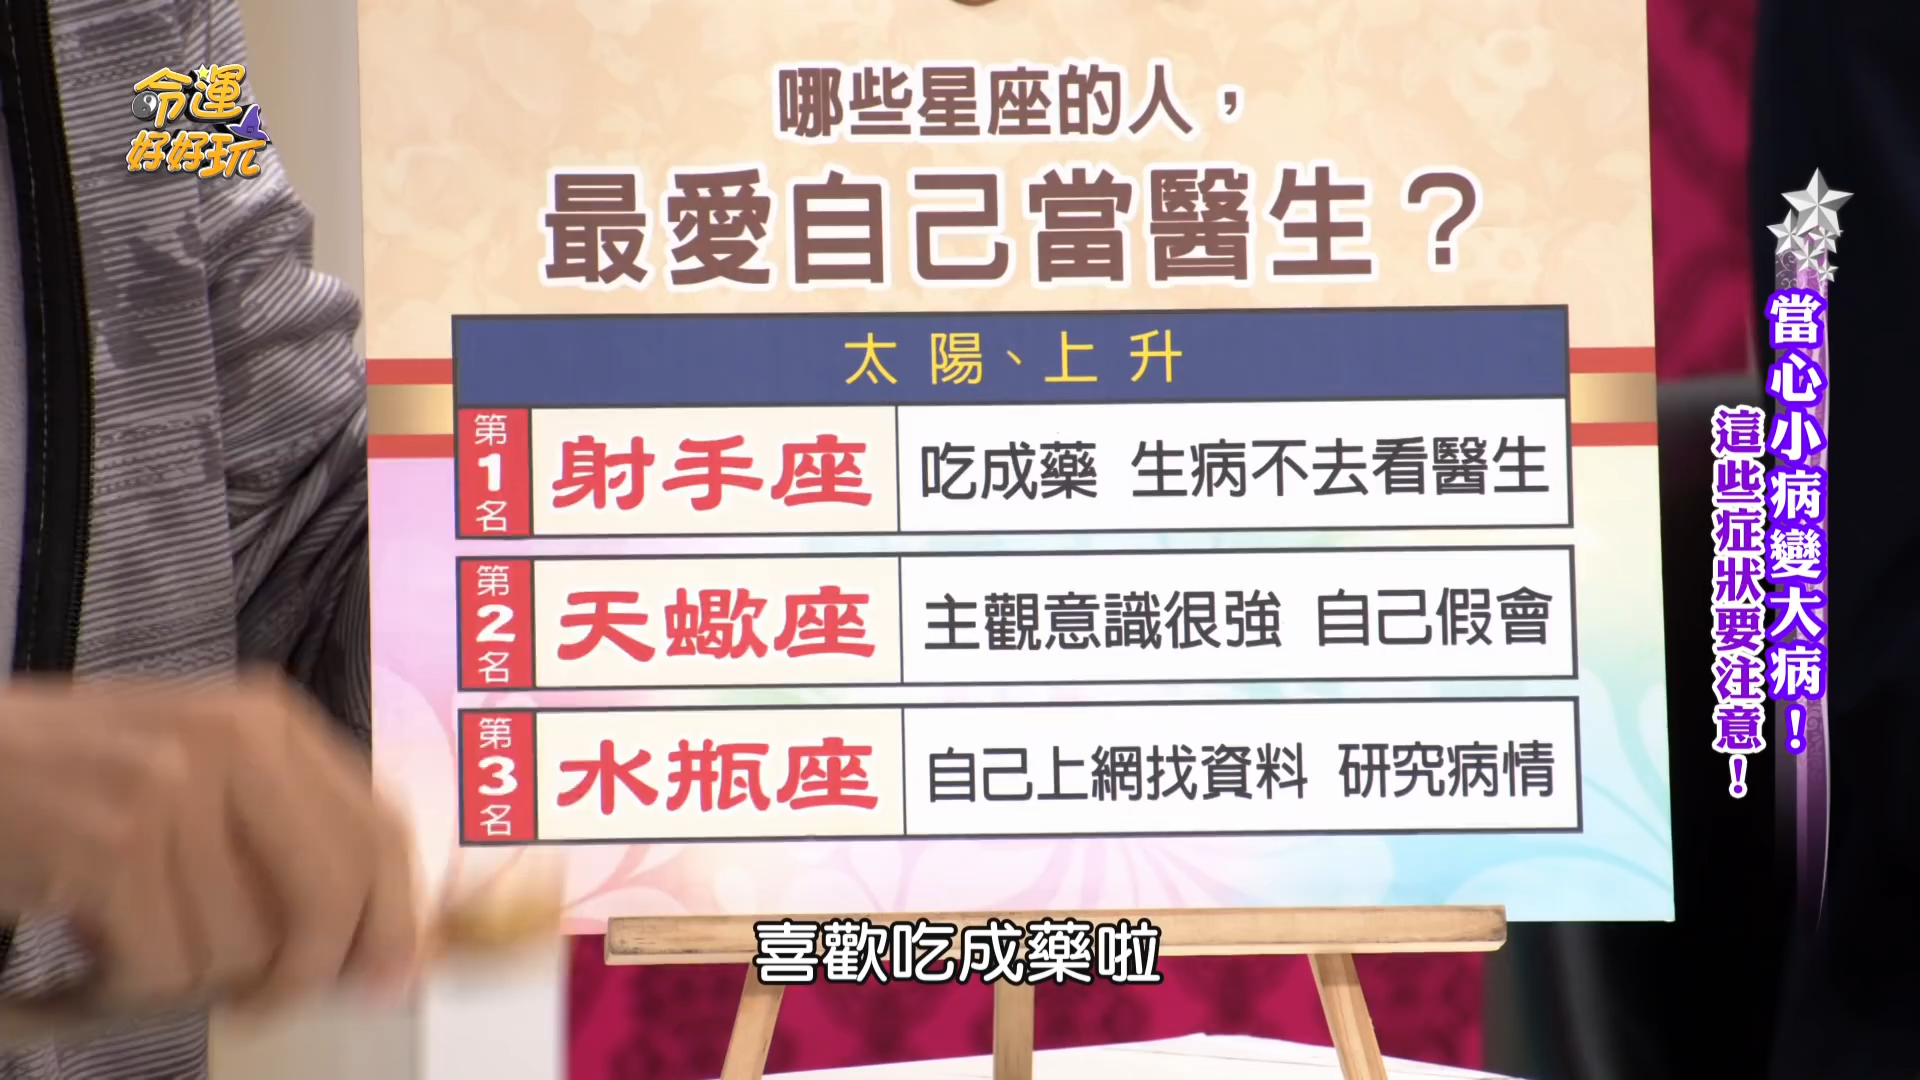 命運
好好玩
哪些星座的人，
最愛自己當醫生？
太陽、上升
第1名 射手座 吃成藥 生病不去看醫生
第2名 天蠍座 主觀意識很強 自己假會
第3名 水瓶座 自己上網找資料 研究病情
當心小病變大病！
這些症狀要注意！
喜歡吃成藥啦